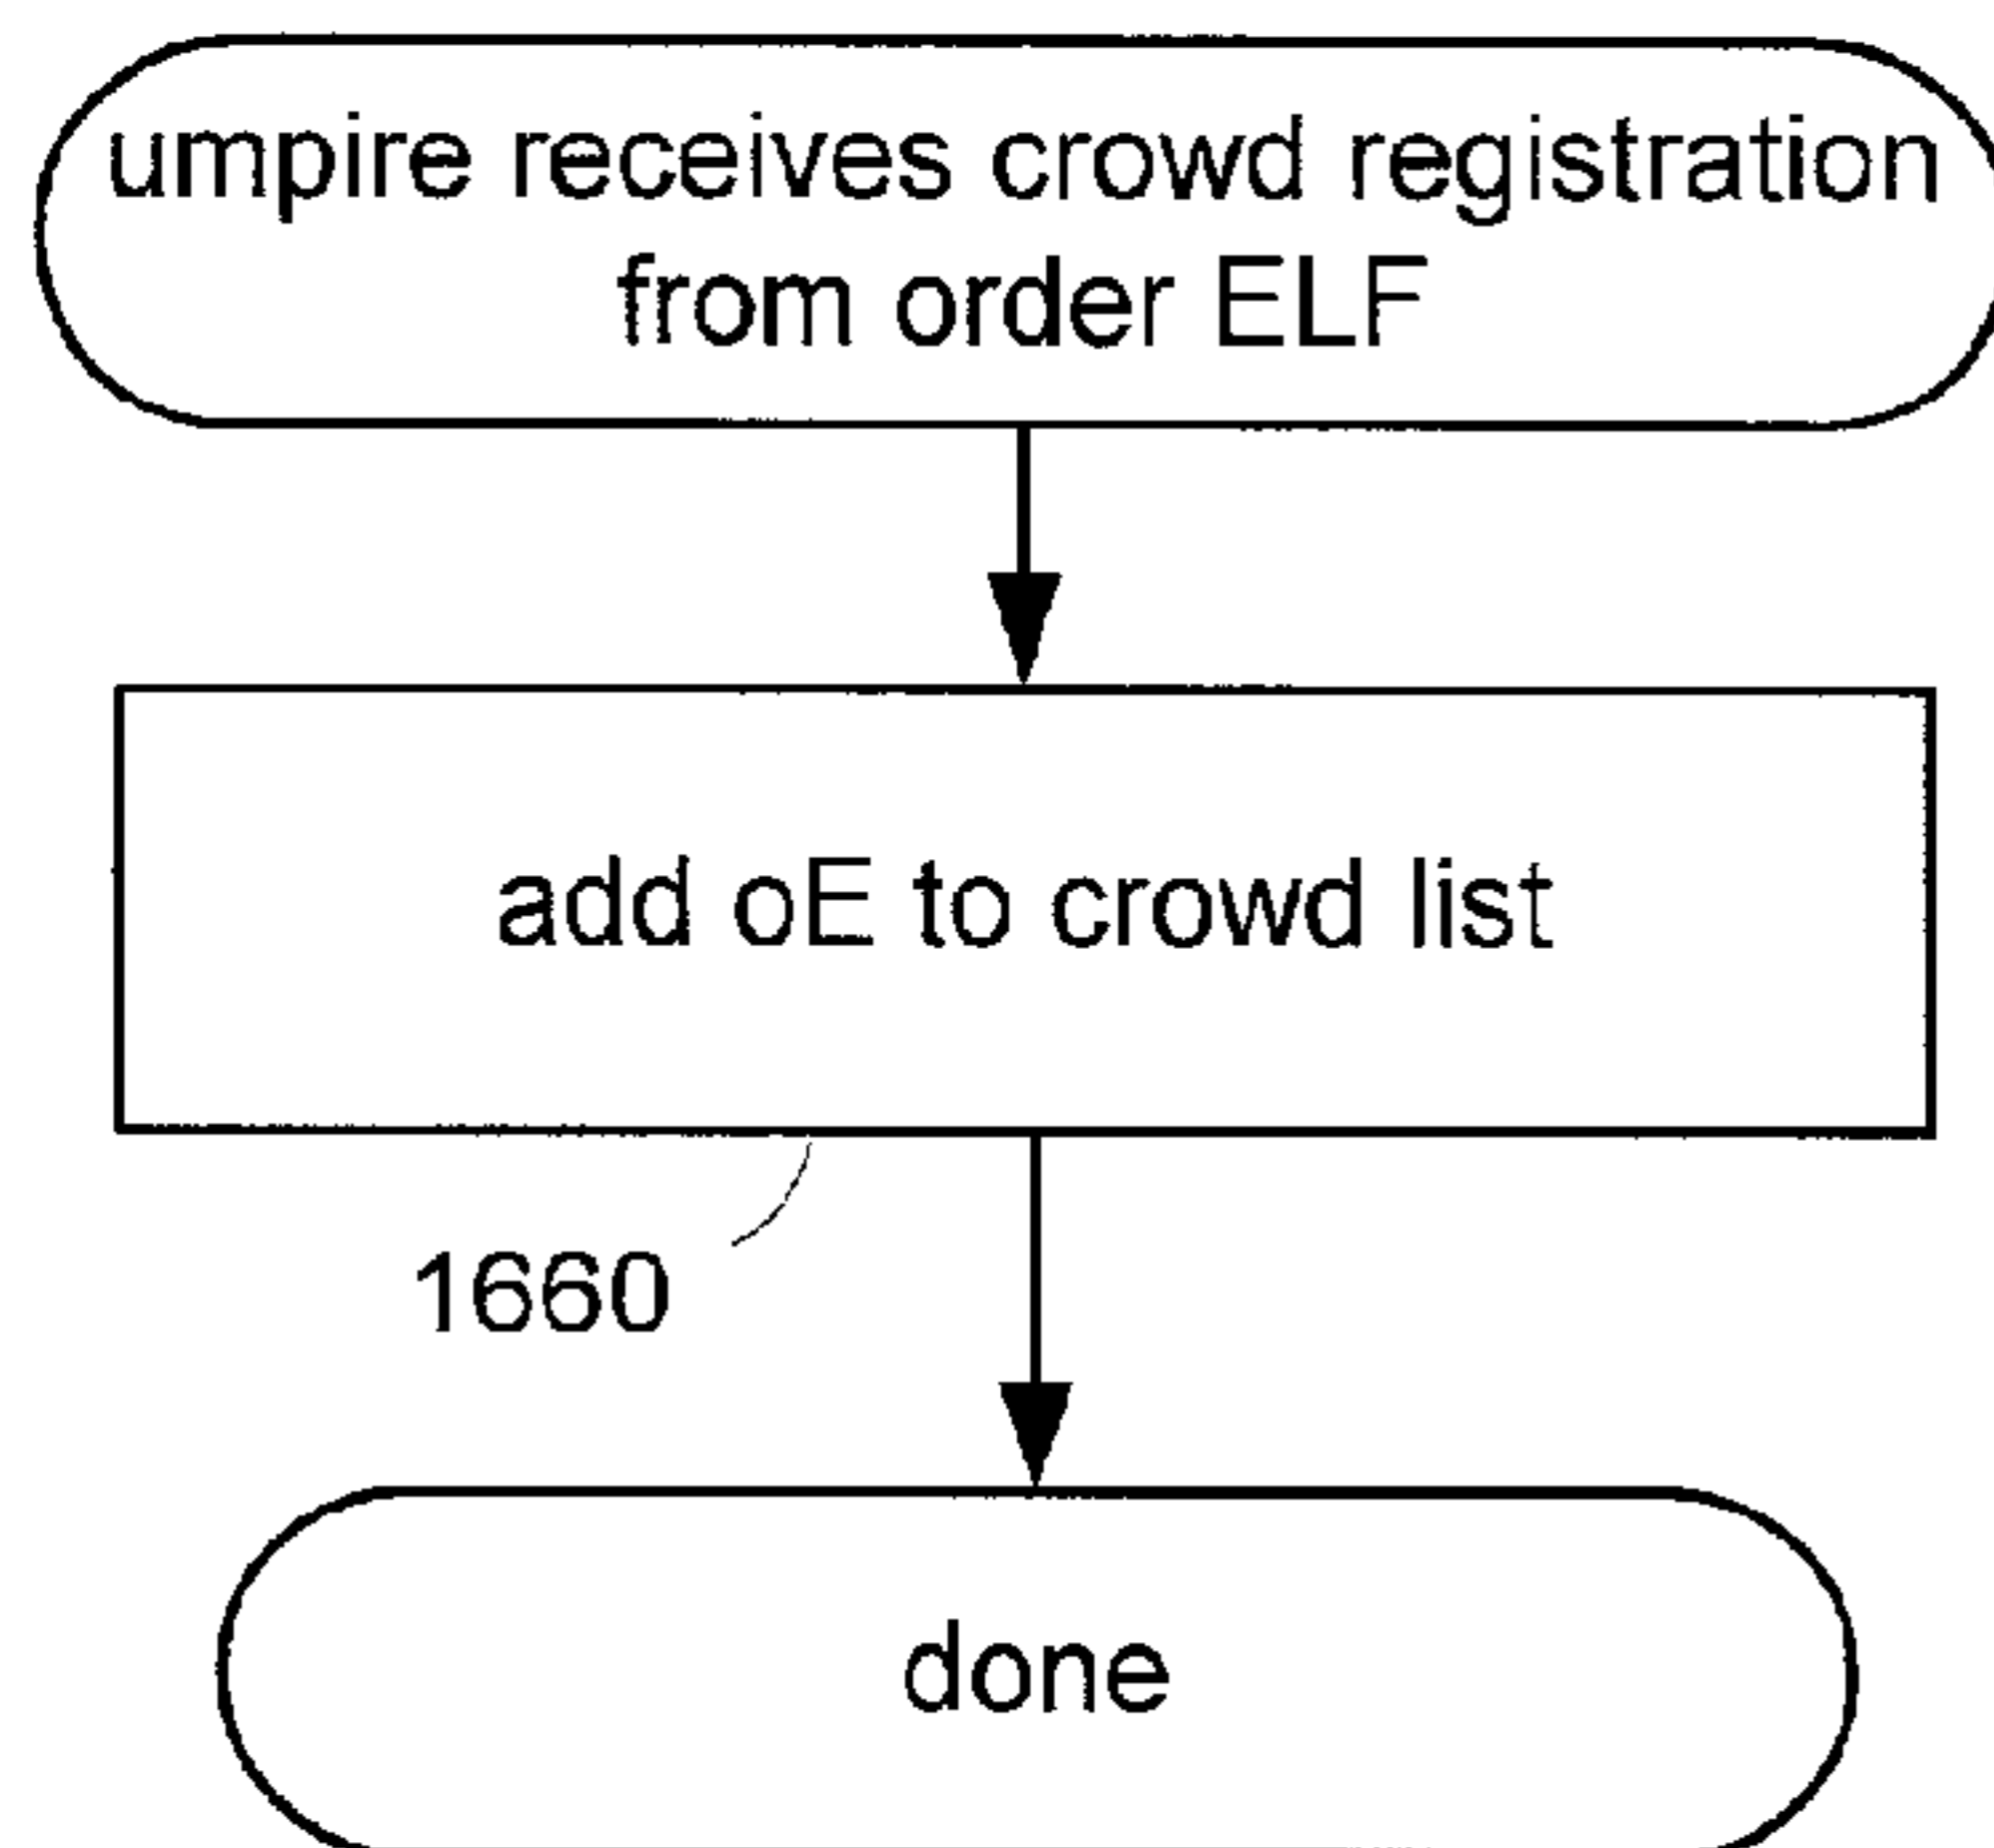 umpire receives crowd registration
from order ELF
add oE to crowd list
1660
done